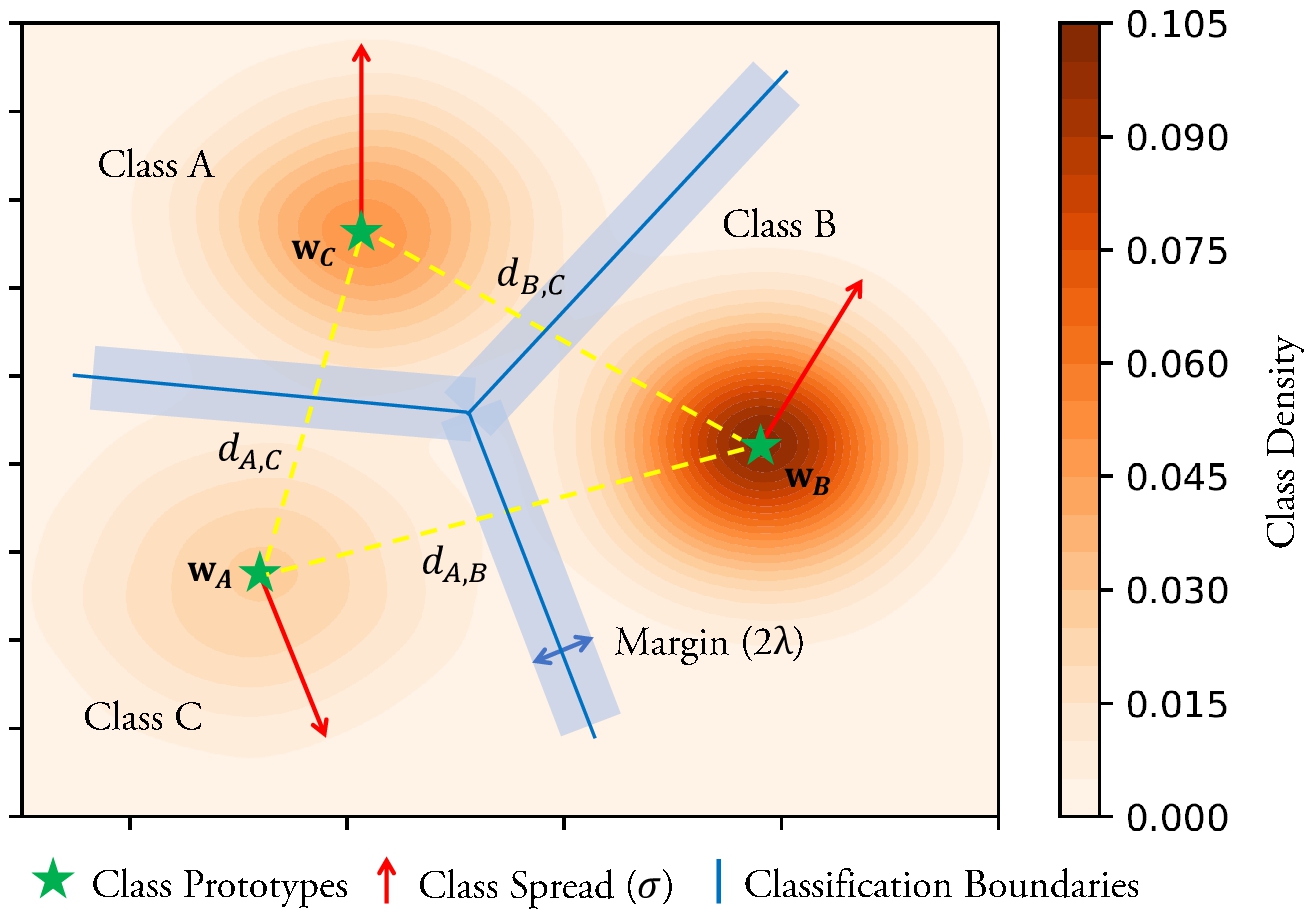 Class A
Class B
w_C
d_{B,C}
d_{A,C}
w_B
w_A
d_{A,B}
Margin (2λ)
Class C
0.105
0.090
0.075
0.060
0.045
0.030
0.015
0.000
Class Density
Class Prototypes
Class Spread (σ)
Classification Boundaries